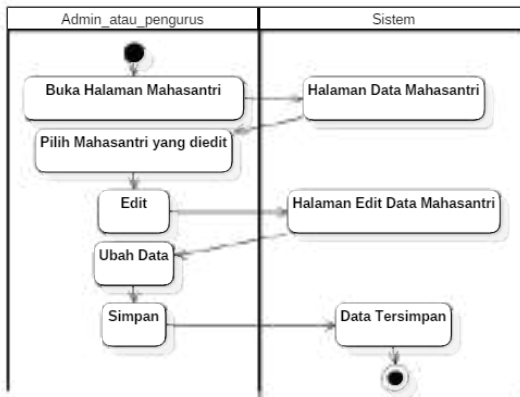 Admin_atau_pengurus
Sistem
Buka Halaman Mahasantri
Halaman Data Mahasantri
Pilih Mahasantri yang diedit
Edit
Halaman Edit Data Mahasantri
Ubah Data
Simpan
Data Tersimpan